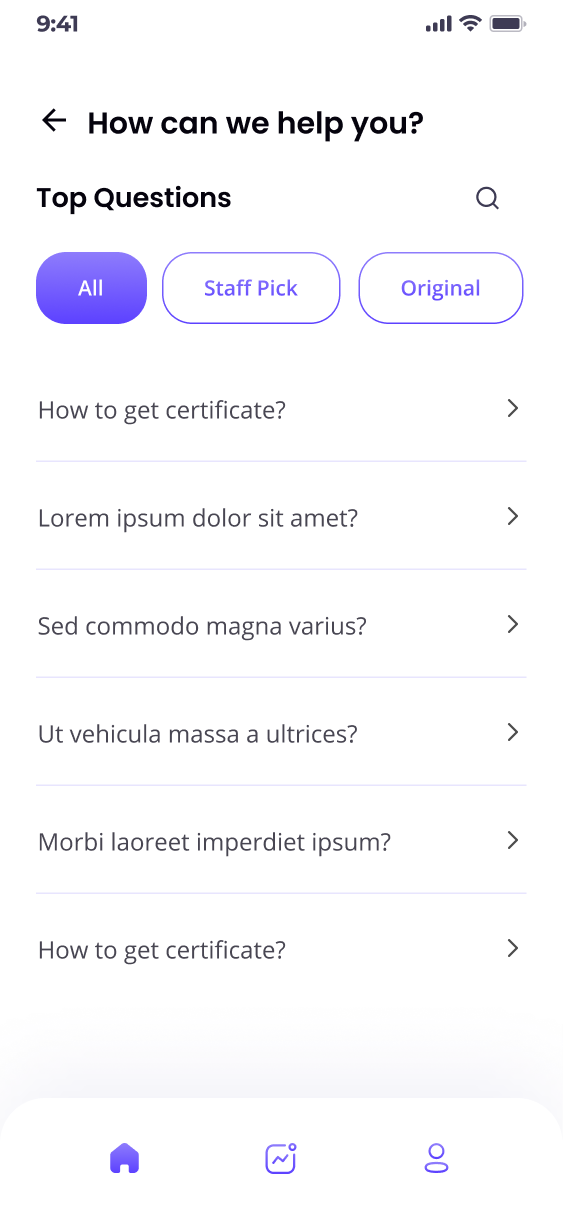 9:41
How can we help you?
Top Questions
All
Staff Pick
Original
How to get certificate?
Lorem ipsum dolor sit amet?
Sed commodo magna varius?
Ut vehicula massa a ultrices?
Morbi laoreet imperdiet ipsum?
How to get certificate?